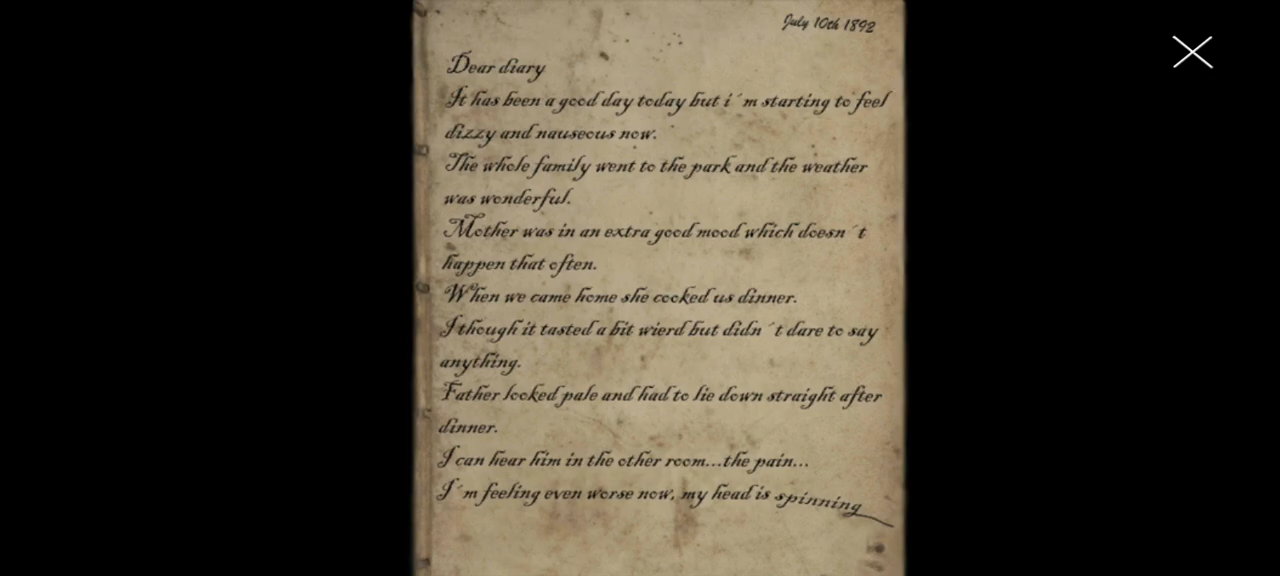 July 10th 1892
Dear diary
It has been a good day today but i´m starting to feel
dizzy and nauseous now.
The whole family went to the park and the weather
was wonderful.
Mother was in an extra good mood which doesn´t
happen that often.
When we came home she cooked us dinner.
I though it tasted a bit wierd but didn´t dare to say
anything.
Father looked pale and had to lie down straight after
dinner.
I can hear him in the other room...the pain...
I´m feeling even worse now, my head is spinning